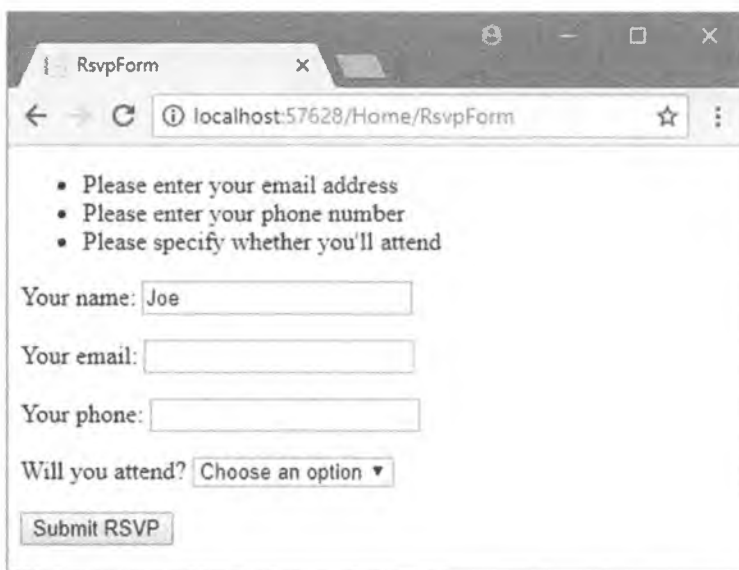 RsvpForm
localhost:57628/Home/RsvpForm
• Please enter your email address
• Please enter your phone number
• Please specify whether you'll attend
Your name: Joe
Your email:
Your phone:
Will you attend? Choose an option
Submit RSVP